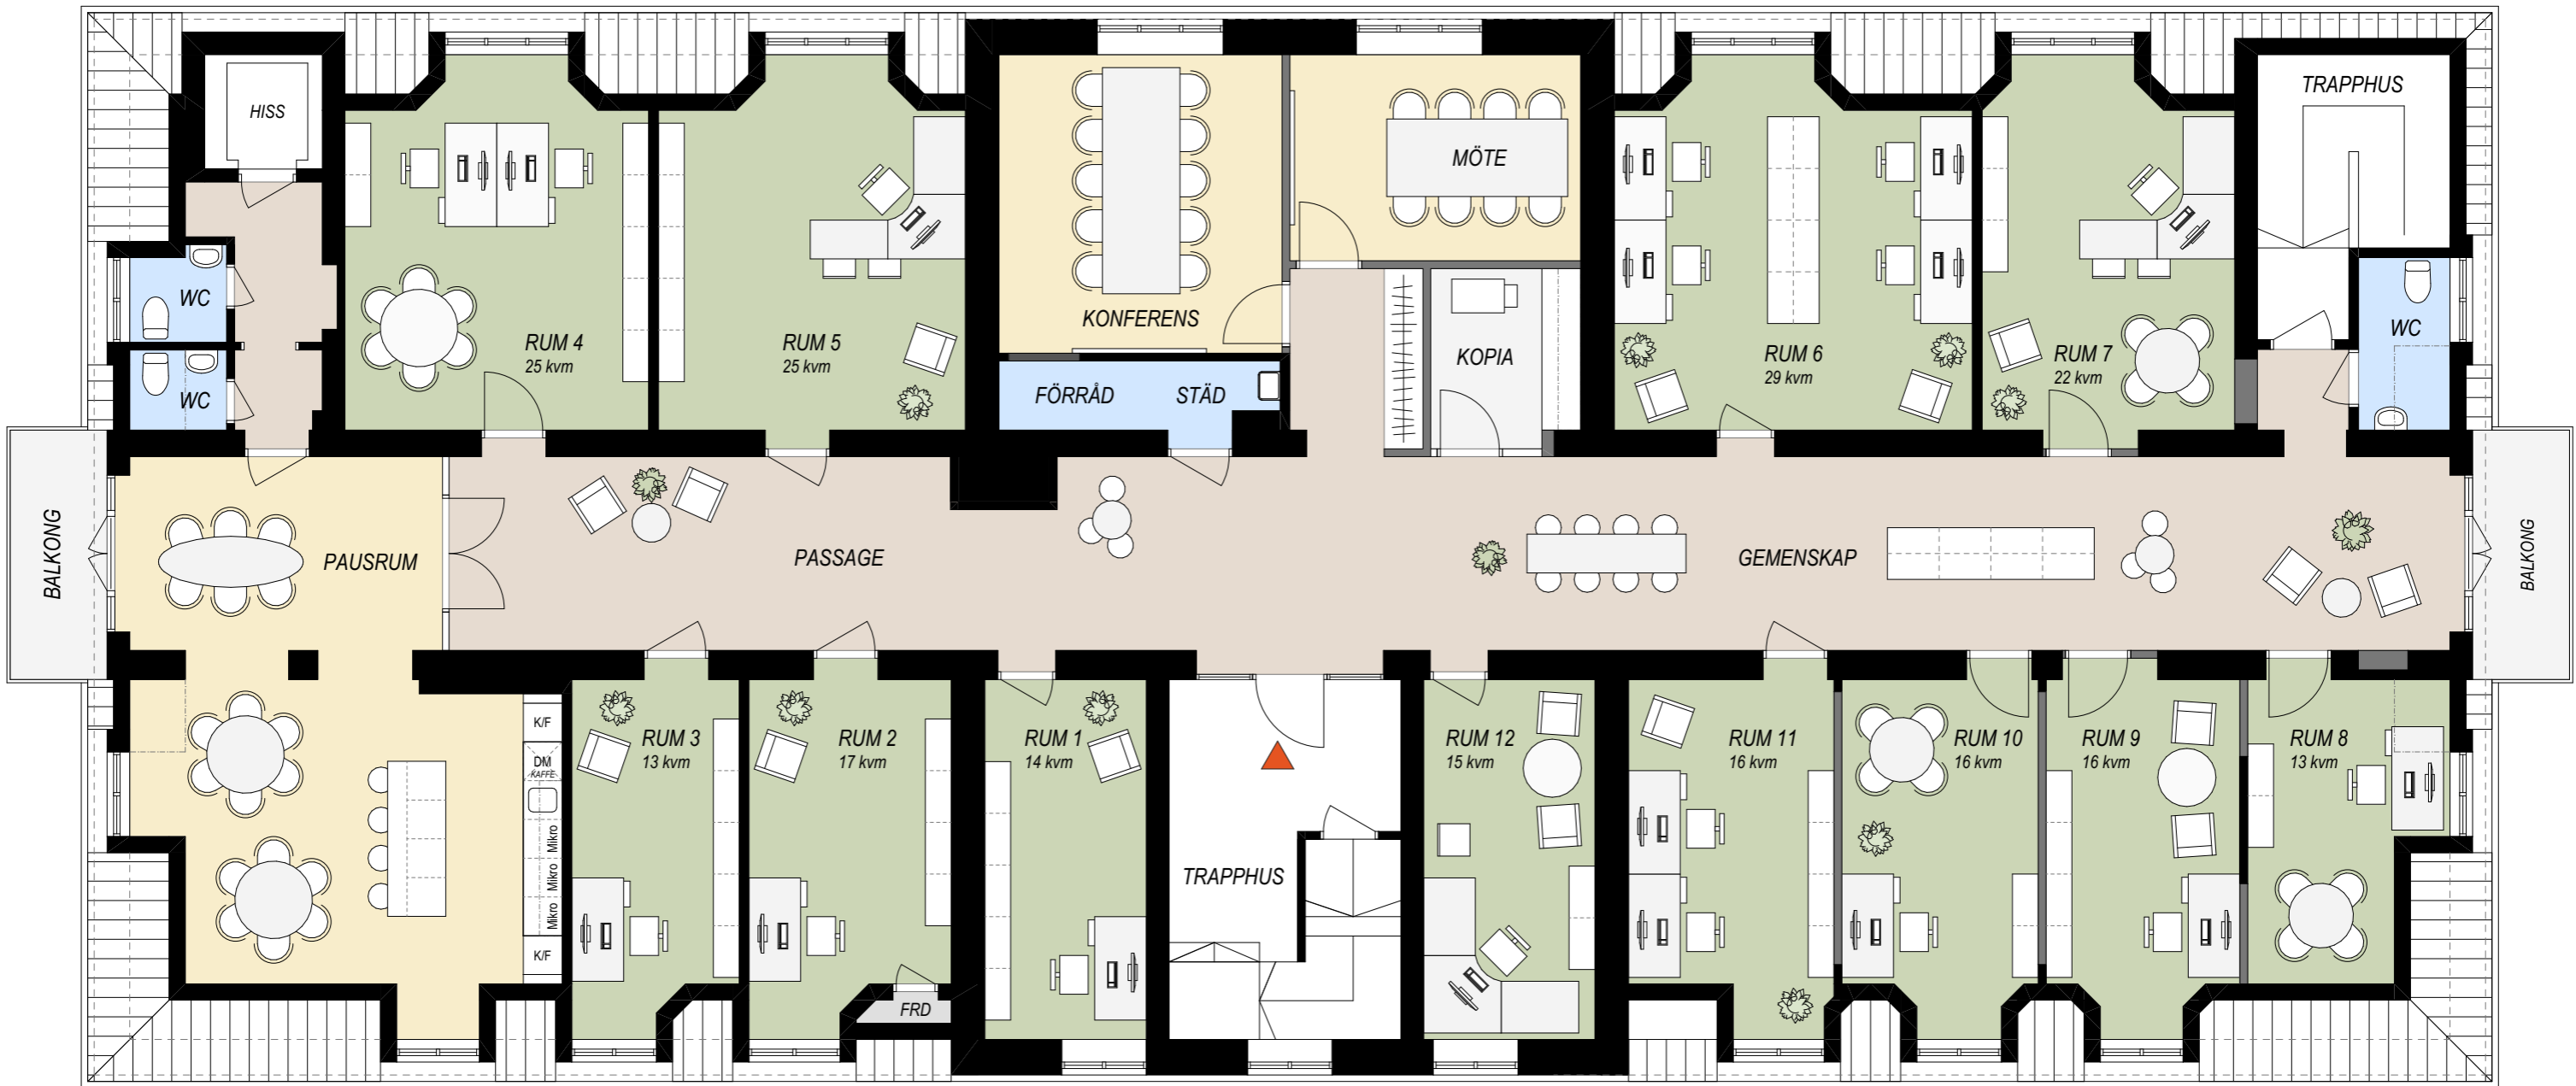 HISS
TRAPPHUS
MÖTE
WC
KONFERENS
RUM 4
25 kvm
RUM 5
25 kvm
KOPIA
RUM 6
29 kvm
RUM 7
22 kvm
WC
WC
FÖRRÅD
STÄD
BALKONG
PAUSRUM
PASSAGE
GEMENSKAP
BALKONG
K/F
DM
KAFFE
Mikro
Mikro
Mikro
K/F
RUM 3
13 kvm
RUM 2
17 kvm
RUM 1
14 kvm
RUM 12
15 kvm
RUM 11
16 kvm
RUM 10
16 kvm
RUM 9
16 kvm
RUM 8
13 kvm
TRAPPHUS
FRD